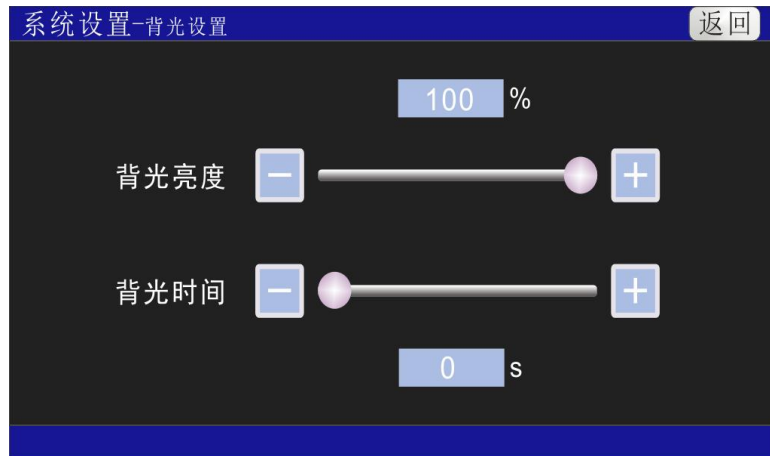 系统设置-背光设置 返回
100 %
背光亮度 − +
背光时间 − +
0 s